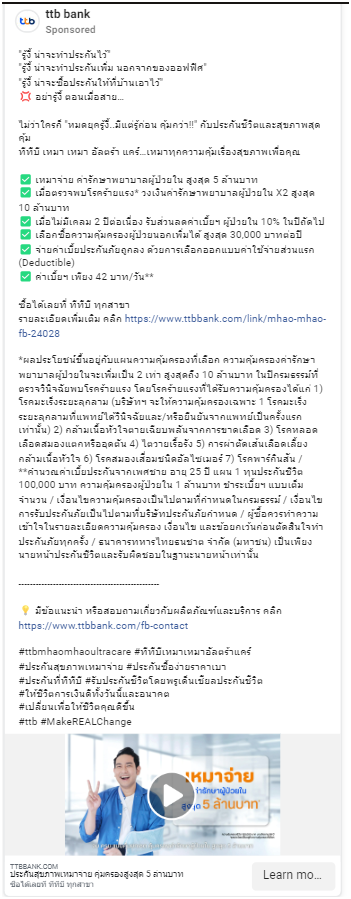 ttb bank
Sponsored
"รู้งี้ น่าจะทำประกันไว้"
"รู้งี้ น่าจะทำประกันเพิ่ม นอกจากของออฟฟิศ"
"รู้งี้ น่าจะซื้อประกันให้ที่บ้านเอาไว้"
💢 อย่ารู้งี้ ตอนเมื่อสาย...
ไม่ว่าใครก็ "หมดยุครู้งี้..มีแต่รู้ก่อน คุ้มกว่า!!" กับประกันชีวิตและสุขภาพสุด
คุ้ม
ทีทีบี เหมา เหมา อัลตร้า แคร์...เหมาทุกความคุ้มเรื่องสุขภาพเพื่อคุณ
✅ เหมาจ่าย ค่ารักษาพยาบาลผู้ป่วยใน สูงสุด 5 ล้านบาท
✅ เมื่อตรวจพบโรคร้ายแรง* วงเงินค่ารักษาพยาบาลผู้ป่วยใน X2 สูงสุด
10 ล้านบาท
✅ เมื่อไม่มีเคลม 2 ปีต่อเนื่อง รับส่วนลดค่าเบี้ยฯ ผู้ป่วยใน 10% ในปีถัดไป
✅ เลือกซื้อความคุ้มครองผู้ป่วยนอกเพิ่มได้ สูงสุด 30,000 บาทต่อปี
✅ จ่ายค่าเบี้ยประกันภัยถูกลง ด้วยการเลือกออกแบบค่าใช้จ่ายส่วนแรก
(Deductible)
✅ ค่าเบี้ยฯ เพียง 42 บาท/วัน**
ซื้อได้เลยที่ ทีทีบี ทุกสาขา
รายละเอียดเพิ่มเติม คลิก https://www.ttbbank.com/link/mhao-mhao-
fb-24028
*ผลประโยชน์ขึ้นอยู่กับแผนความคุ้มครองที่เลือก ความคุ้มครองค่ารักษา
พยาบาลผู้ป่วยในจะเพิ่มเป็น 2 เท่า สูงสุดถึง 10 ล้านบาท ในปีกรมธรรม์ที่
ตรวจวินิจฉัยพบโรคร้ายแรง โดยโรคร้ายแรงที่ได้รับความคุ้มครองได้แก่ 1)
โรคมะเร็งระยะลุกลาม (บริษัทฯ จะให้ความคุ้มครองเฉพาะ 1 โรคมะเร็ง
ระยะลุกลามที่แพทย์ได้วินิจฉัยและ/หรือยืนยันจากแพทย์เป็นครั้งแรก
เท่านั้น) 2) กล้ามเนื้อหัวใจตายเฉียบพลันจากการขาดเลือด 3) โรคหลอด
เลือดสมองแตกหรืออุดตัน 4) ไตวายเรื้อรัง 5) การผ่าตัดเส้นเลือดเลี้ยง
กล้ามเนื้อหัวใจ 6) โรคสมองเสื่อมชนิดอัลไซเมอร์ 7) โรคพาร์กินสัน /
**คำนวณค่าเบี้ยประกันจากเพศชาย อายุ 25 ปี แผน 1 ทุนประกันชีวิต
100,000 บาท ความคุ้มครองผู้ป่วยใน 1 ล้านบาท ชำระเบี้ยฯ แบบเต็ม
จำนวน / เงื่อนไขความคุ้มครองเป็นไปตามที่กำหนดในกรมธรรม์ / เงื่อนไข
การรับประกันภัยเป็นไปตามที่บริษัทประกันภัยกำหนด / ผู้ซื้อควรทำความ
เข้าใจในรายละเอียดความคุ้มครอง เงื่อนไข และข้อยกเว้นก่อนตัดสินใจทำ
ประกันภัยทุกครั้ง / ธนาคารทหารไทยธนชาต จำกัด (มหาชน) เป็นเพียง
นายหน้าประกันชีวิตและรับผิดชอบในฐานะนายหน้าเท่านั้น
-------------------------------------------------
💡 มีข้อแนะนำ หรือสอบถามเกี่ยวกับผลิตภัณฑ์และบริการ คลิก
https://www.ttbbank.com/fb-contact
#ttbmhaomhaoultracare #ทีทีบีเหมาเหมาอัลตร้าแคร์
#ประกันสุขภาพเหมาจ่าย #ประกันซื้อง่ายราคาเบา
#ประกันที่ทีทีบี #รับประกันชีวิตโดยพรูเด็นเชียลประกันชีวิต
#ให้ชีวิตการเงินดีทั้งวันนี้และอนาคต
#เปลี่ยนเพื่อให้ชีวิตคุณดีขึ้น
#ttb #MakeREALChange
เหมาจ่าย
ค่ารักษาผู้ป่วยใน
สูงสุด 5 ล้านบาท
TTBBANK.COM
ประกันสุขภาพเหมาจ่าย คุ้มครองสูงสุด 5 ล้านบาท
ซื้อได้เลยที่ ทีทีบี ทุกสาขา
Learn mo...